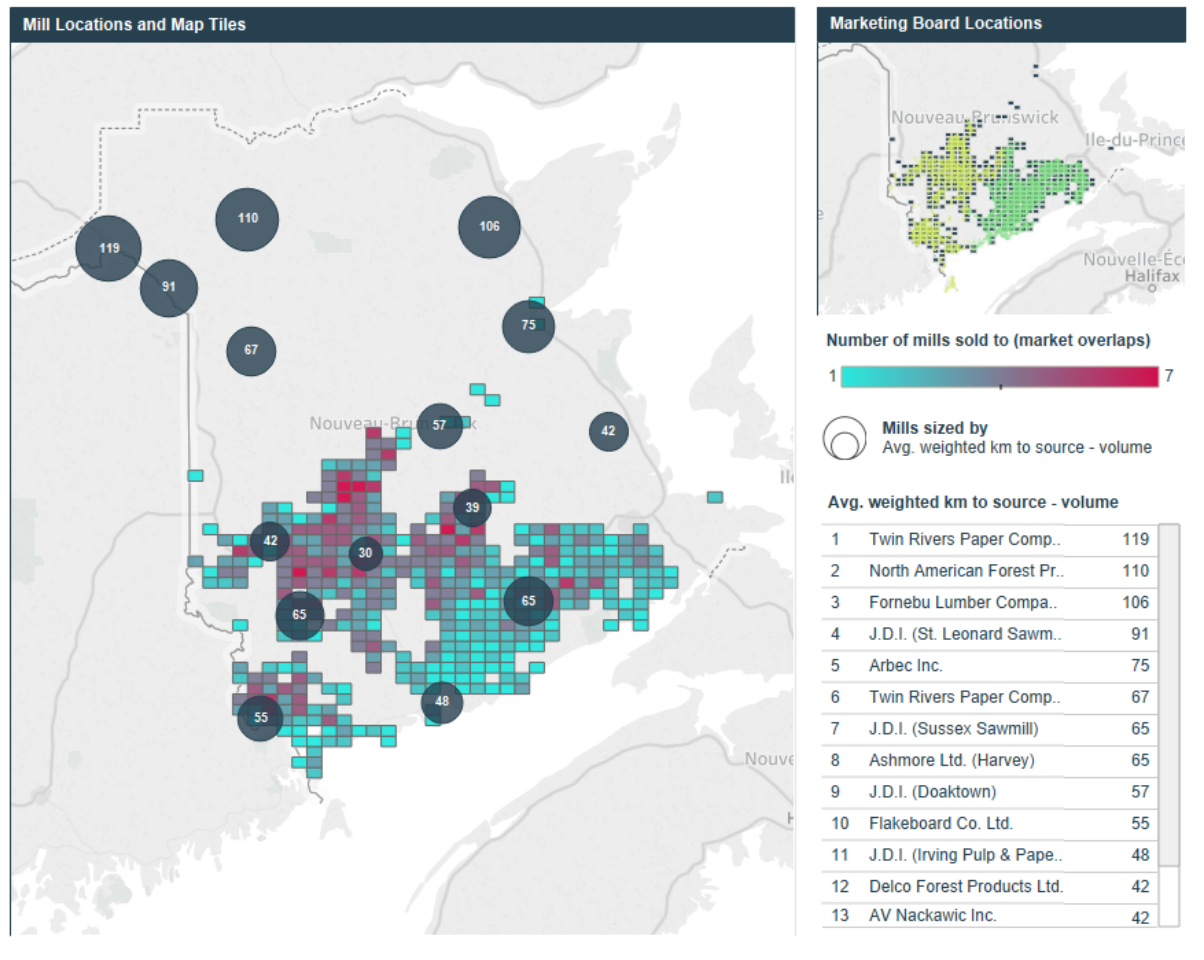 Mill Locations and Map Tiles
110
106
119
91
75
67
Nouveau-Bru
k
57
42
Ile
39
42
30
65
65
48
55
Nouve
H
Marketing Board Locations
Nouveau Brunswick
Ile-du-Prince
e
Nouvelle-Éc
Halifax
Number of mills sold to (market overlaps)
1 7
Mills sized by
Avg. weighted km to source - volume
Avg. weighted km to source - volume
1 Twin Rivers Paper Comp.. 119
2 North American Forest Pr.. 110
3 Fornebu Lumber Compa.. 106
4 J.D.I. (St. Leonard Sawm.. 91
5 Arbec Inc. 75
6 Twin Rivers Paper Comp.. 67
7 J.D.I. (Sussex Sawmill) 65
8 Ashmore Ltd. (Harvey) 65
9 J.D.I. (Doaktown) 57
10 Flakeboard Co. Ltd. 55
11 J.D.I. (Irving Pulp & Pape.. 48
12 Delco Forest Products Ltd. 42
13 AV Nackawic Inc. 42